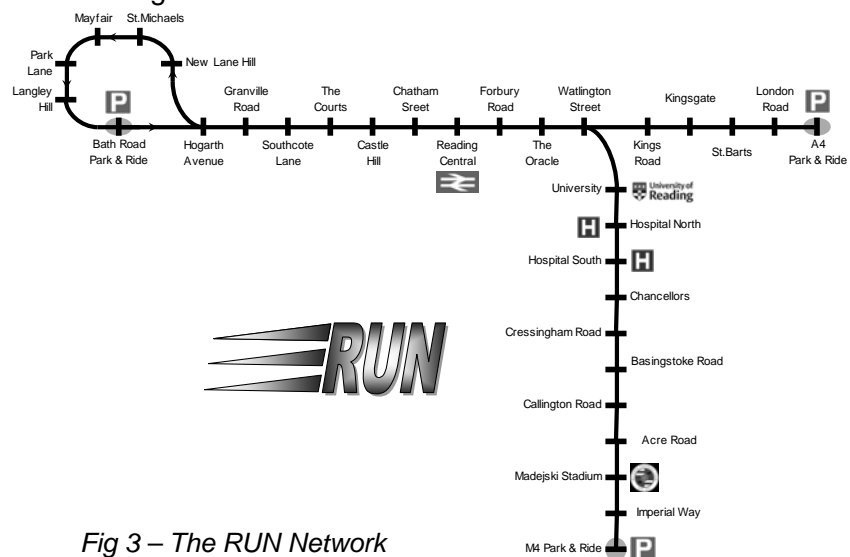 Mayfair
St.Michaels
Park
Lane
New Lane Hill
Langley
Hill
P
Bath Road
Park & Ride
Hogarth
Avenue
Granville
Road
Southcote
Lane
The
Courts
Castle
Hill
Chatham
Sreet
Reading
Central
Forbury
Road
The
Oracle
Watlington
Street
Kings
Road
Kingsgate
St.Barts
London
Road
P
A4
Park & Ride
University
University of
Reading
H
Hospital North
Hospital South
H
Chancellors
Cressingham Road
Basingstoke Road
Callington Road
Acre Road
Madejski Stadium
Imperial Way
M4 Park & Ride
P
RUN
Fig 3 – The RUN Network